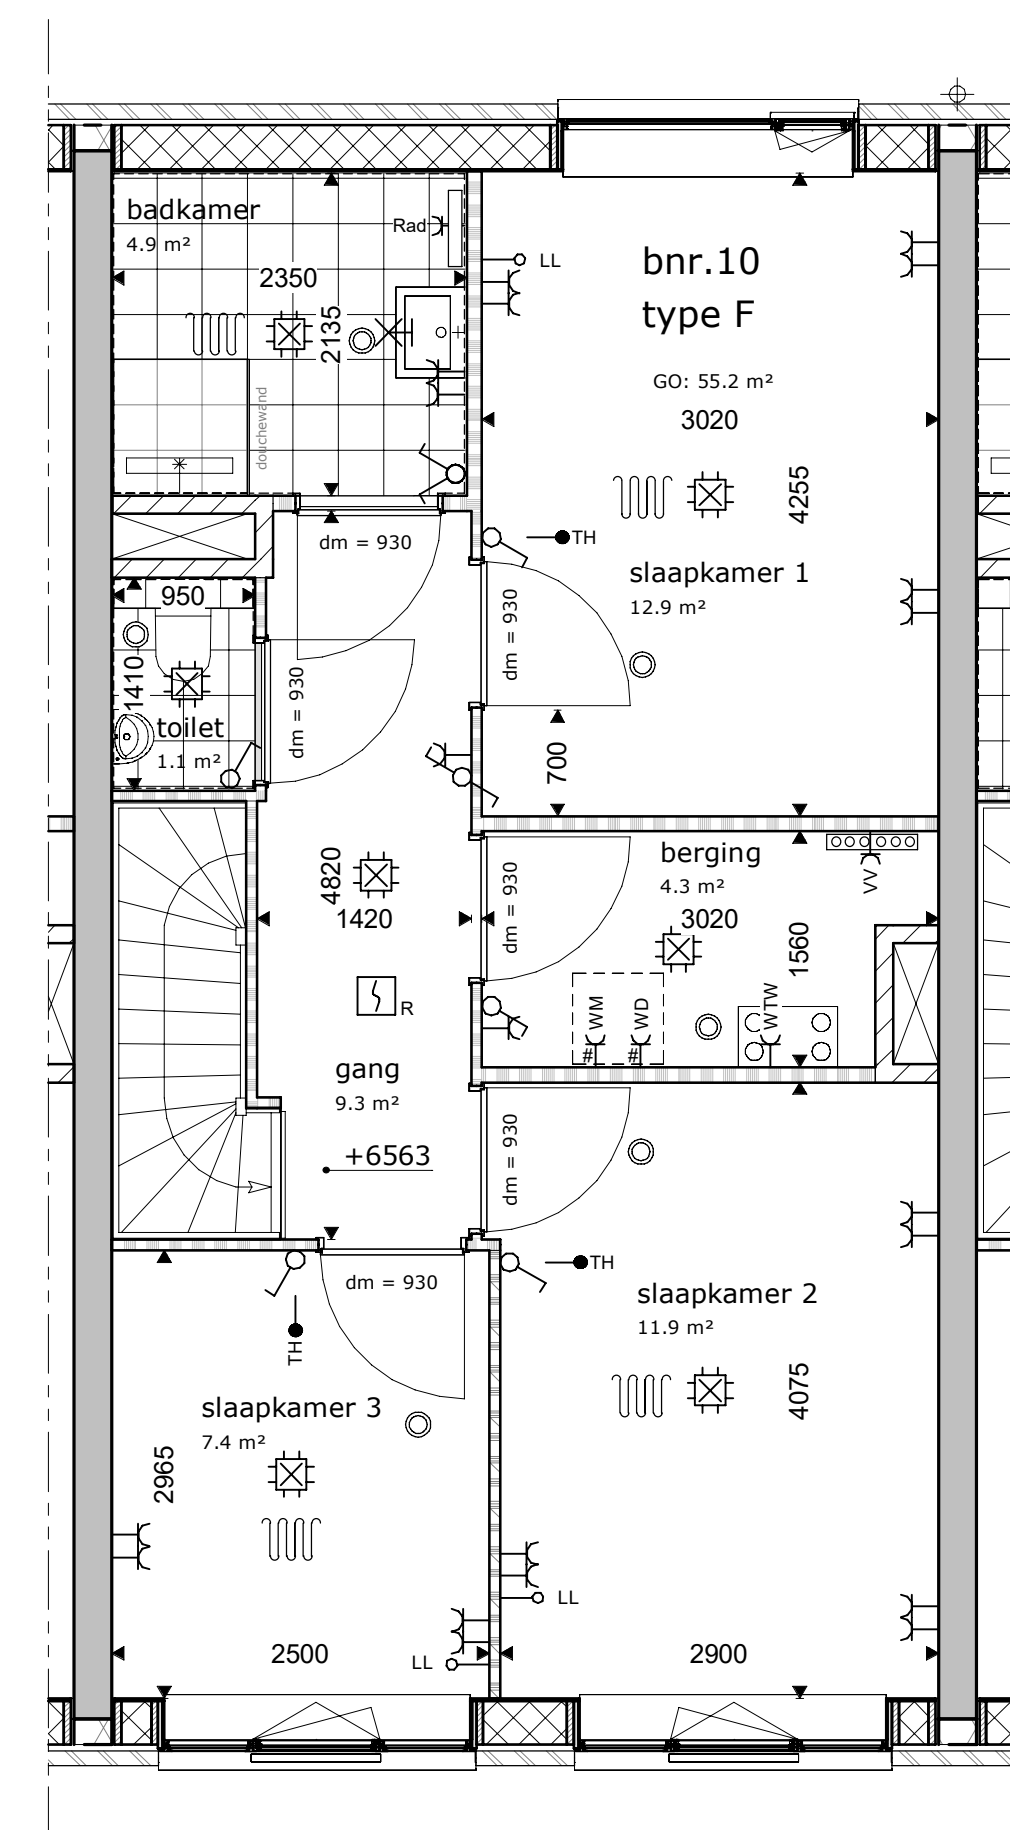 badkamer
4.9 m²
Rad
2350
2135
douchewand
LL
bnr.10
type F
GO: 55.2 m²
3020
4255
dm = 930
TH
slaapkamer 1
12.9 m²
dm = 930
950
1410
dm = 930
toilet
1.1 m²
700
4820
1420
berging
4.3 m²
VV
dm = 930
3020
1560
WM
WD
WTW
#
#
R
gang
9.3 m²
+6563
dm = 930
dm = 930
TH
TH
slaapkamer 2
11.9 m²
4075
slaapkamer 3
7.4 m²
2965
LL
2500
2900
LL